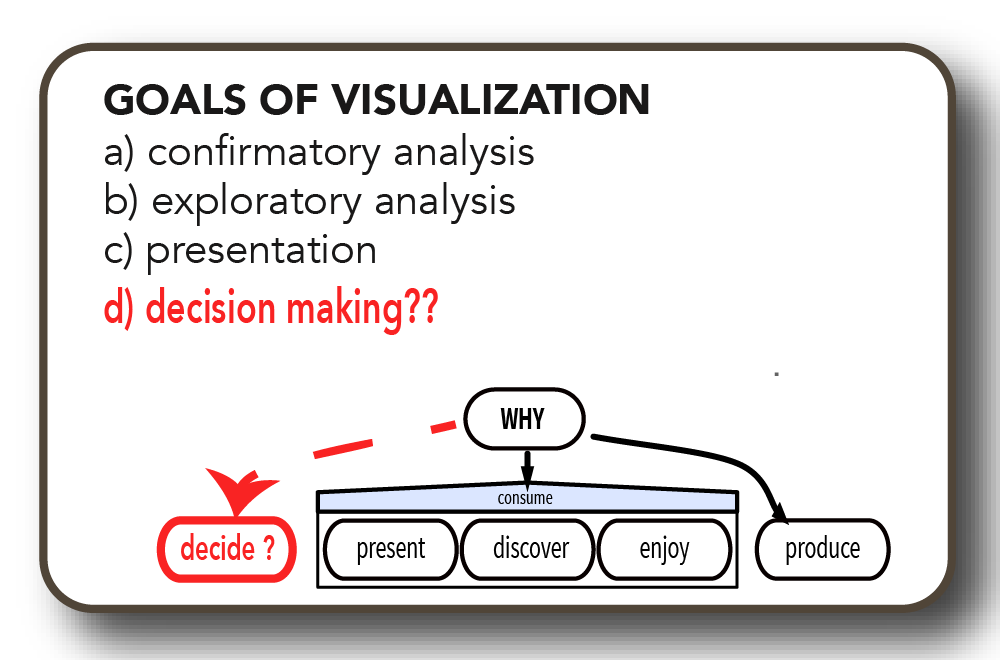 GOALS OF VISUALIZATION
a) confirmatory analysis
b) exploratory analysis
c) presentation
d) decision making??
WHY
consume
decide ?
present
discover
enjoy
produce